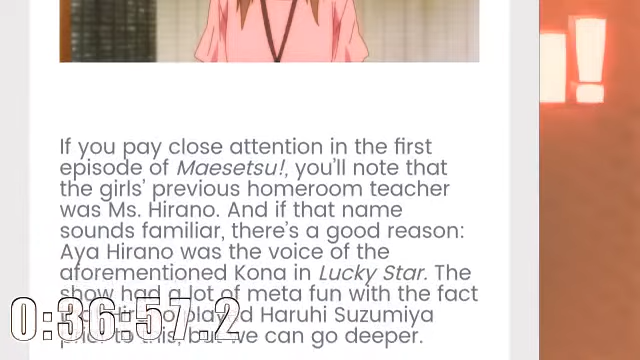 !!
If you pay close attention in the first
episode of Maesetsu!, you'll note that
the girls' previous homeroom teacher
was Ms. Hirano. And if that name
sounds familiar, there's a good reason:
Aya Hirano was the voice of the
aforementioned Kona in Lucky Star. The
show had a lot of meta fun with the fact
played Haruhi Suzumiya
prior to this, but we can go deeper.
0:36:57.2